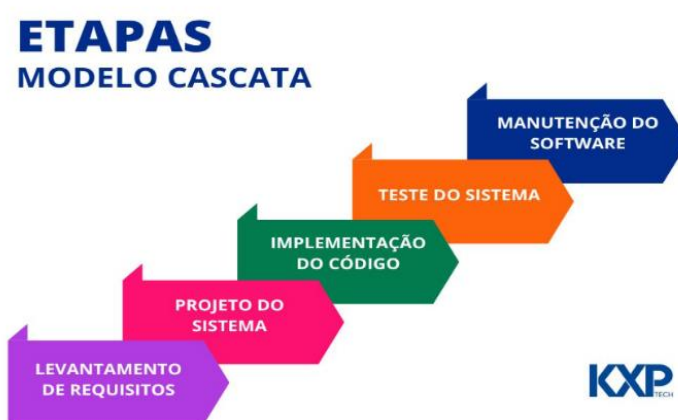 ETAPAS
MODELO CASCATA
MANUTENÇÃO DO
SOFTWARE
TESTE DO SISTEMA
IMPLEMENTAÇÃO
DO CÓDIGO
PROJETO DO
SISTEMA
LEVANTAMENTO
DE REQUISITOS
KXP
TECH